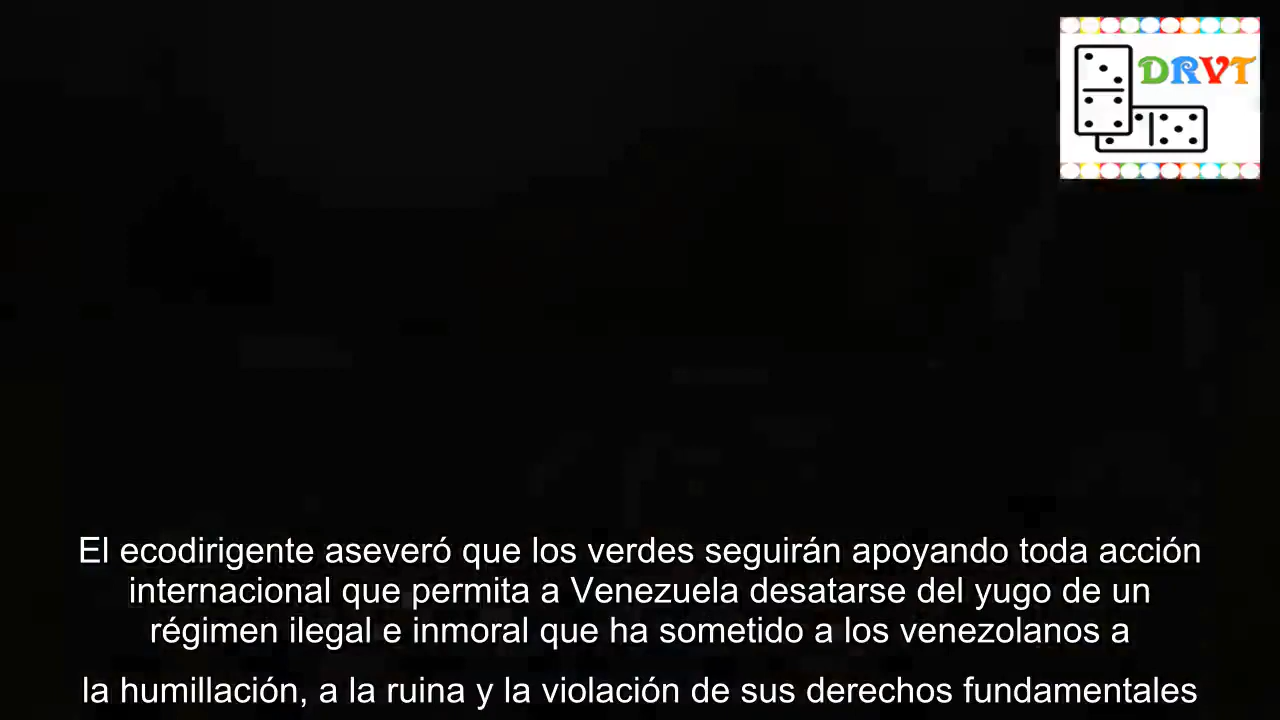 DRVT
El ecodirigente aseveró que los verdes seguirán apoyando toda acción
internacional que permita a Venezuela desatarse del yugo de un
régimen ilegal e inmoral que ha sometido a los venezolanos a
la humillación, a la ruina y la violación de sus derechos fundamentales